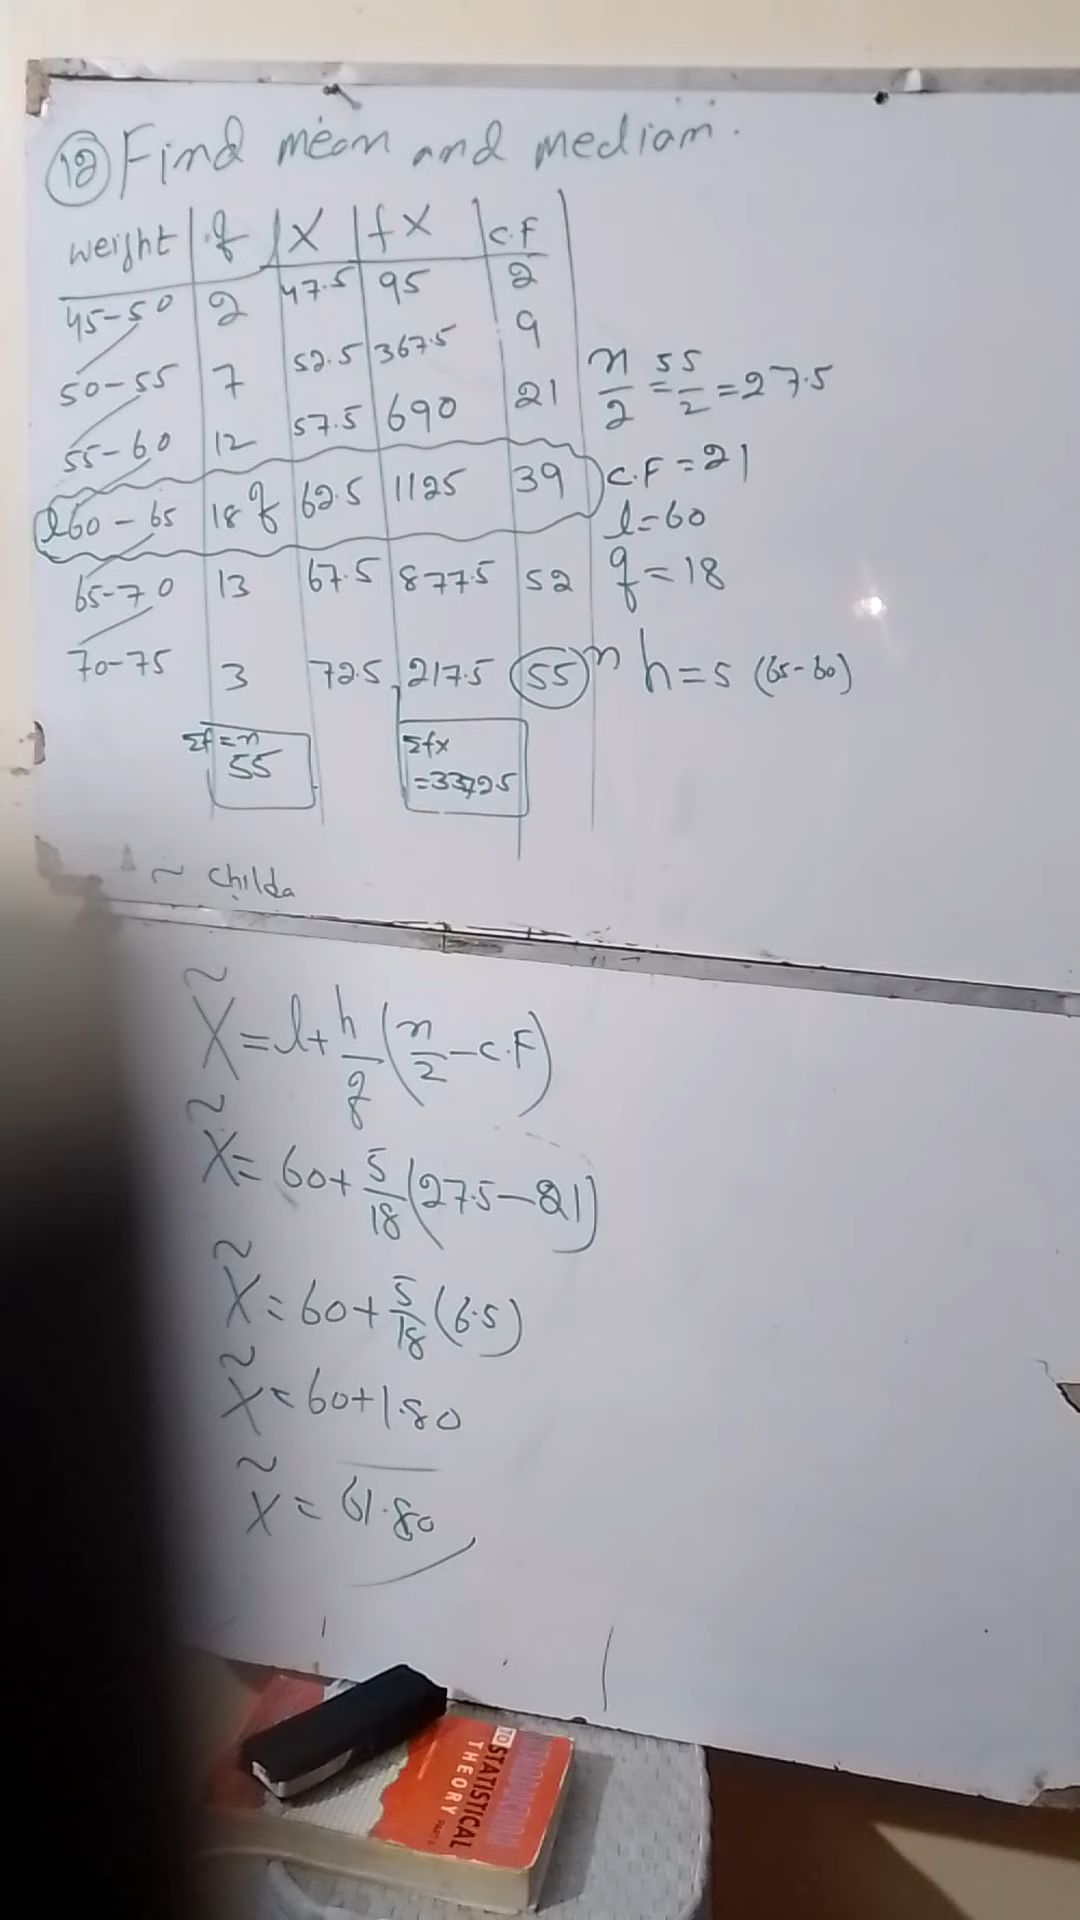 12 Find mean and median.
weight f X fX C.F
45-50 2 47.5 95 2
50-55 7 52.5 367.5 9
55-60 12 57.5 690 21
l 60-65 18 f 62.5 1125 39
65-70 13 67.5 877.5 52
70-75 3 72.5 217.5 55 n
Σf=n
55
Σfx
=3372.5
n/2 = 55/2 = 27.5
C.F = 21
l=60
f=18
h=5 (65-60)
~ Childa
X̃ = l+h/f(n/2-C.F)
X̃ = 60+5/18(27.5-21)
X̃ = 60+5/18(6.5)
X̃ = 60+1.80
X̃ = 61.80
TO
STATISTICAL
THEORY